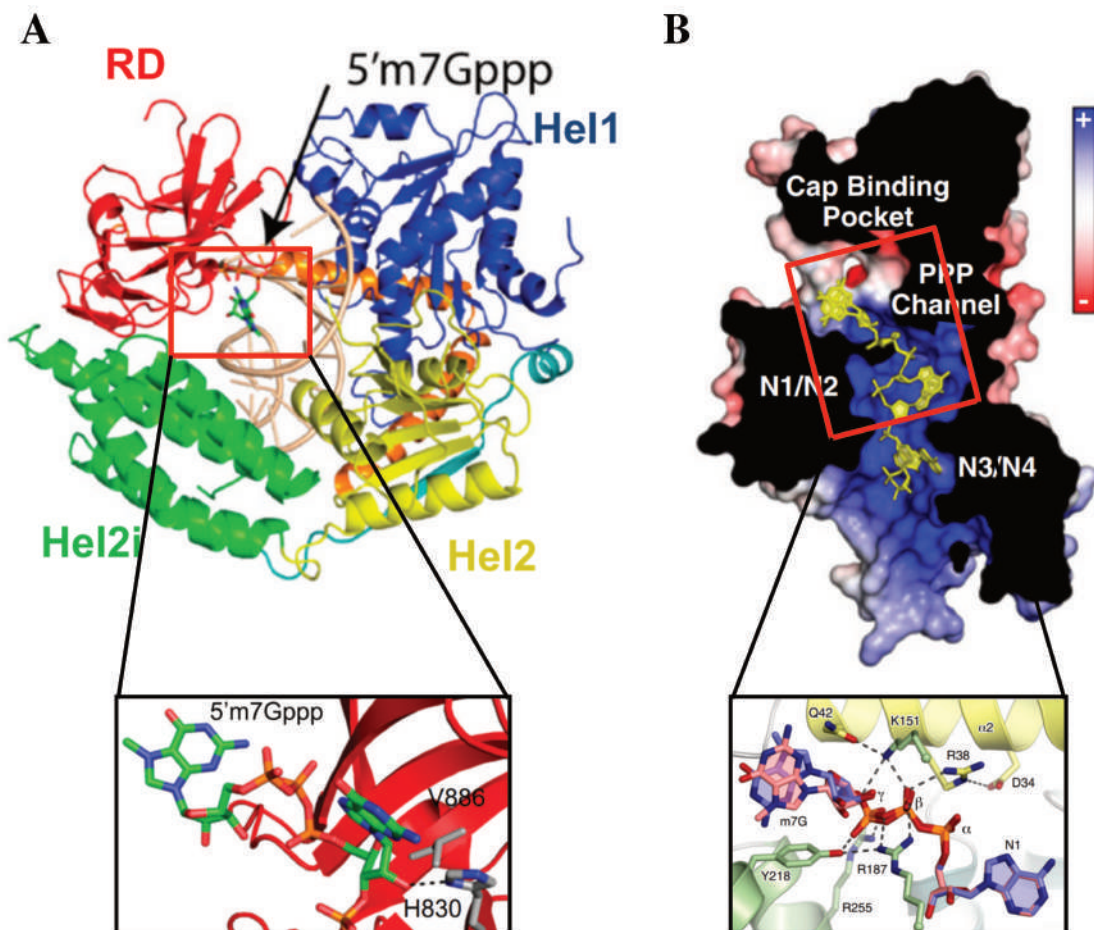 A
RD
5'm7Gppp
Hel1
Hel2i
Hel2
5'm7Gppp
V886
H830
B
+
-
Cap Binding
Pocket
PPP
Channel
N1/N2
N3/N4
Q42
K151
α2
R38
D34
γ
β
α
m7G
N1
Y218
R187
R255